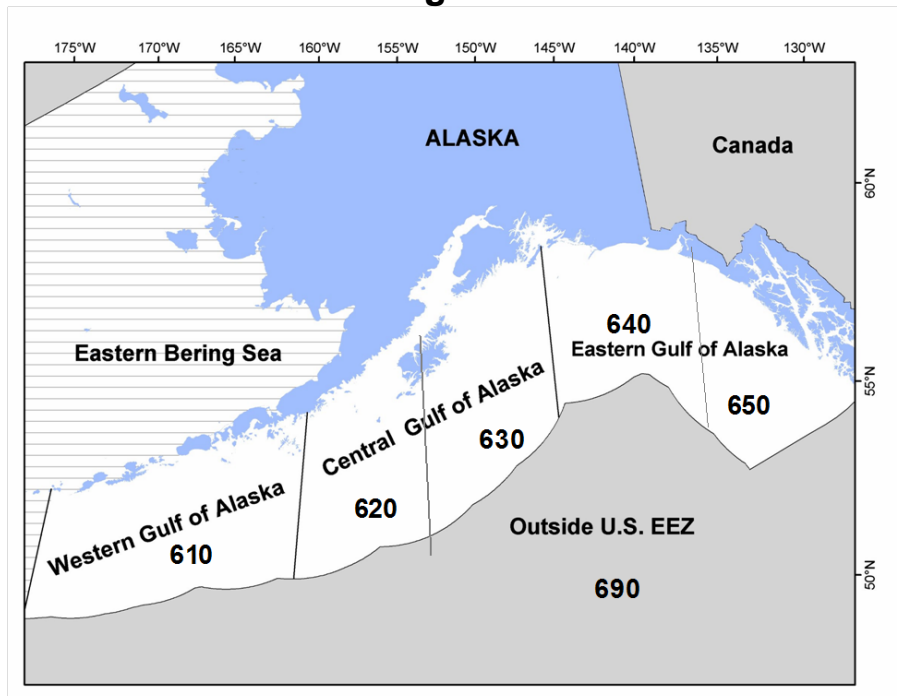 175°W 170°W 165°W 160°W 155°W 150°W 145°W 140°W 135°W 130°W
ALASKA
Canada
60°N
640
Eastern Bering Sea
Eastern Gulf of Alaska
55°N
650
Central Gulf of Alaska
630
Western Gulf of Alaska
620
610
Outside U.S. EEZ
50°N
690